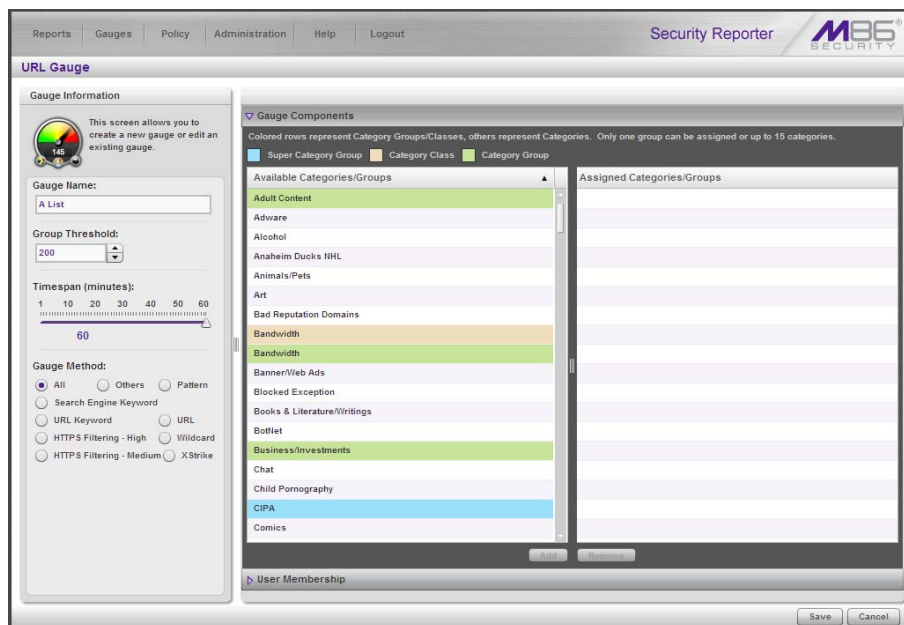 Reports Gauges Policy Administration Help Logout
Security Reporter
M86®
SECURITY
URL Gauge
Gauge Information
This screen allows you to
create a new gauge or edit an
existing gauge.
145
Gauge Name:
A List
Group Threshold:
200
Timespan (minutes):
1 10 20 30 40 50 60
60
Gauge Method:
All Others Pattern
Search Engine Keyword
URL Keyword URL
HTTPS Filtering - High Wildcard
HTTPS Filtering - Medium XStrike
Gauge Components
Colored rows represent Category Groups/Classes, others represent Categories. Only one group can be assigned or up to 15 categories.
Super Category Group Category Class Category Group
Available Categories/Groups
Adult Content
Adware
Alcohol
Anaheim Ducks NHL
Animals/Pets
Art
Bad Reputation Domains
Bandwidth
Bandwidth
Banner/Web Ads
Blocked Exception
Books & Literature/Writings
BotNet
Business/Investments
Chat
Child Pornography
CIPA
Comics
Assigned Categories/Groups
Add Remove
User Membership
Save Cancel